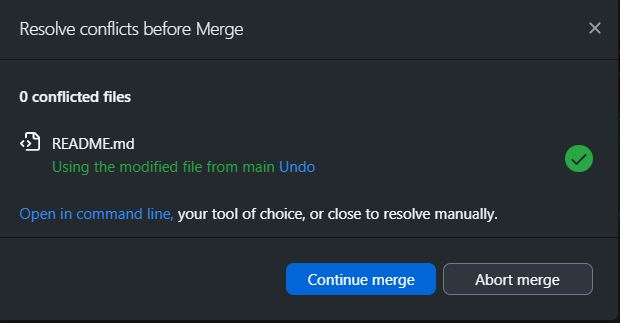 Resolve conflicts before Merge
0 conflicted files
README.md
Using the modified file from main Undo
Open in command line, your tool of choice, or close to resolve manually.
Continue merge
Abort merge